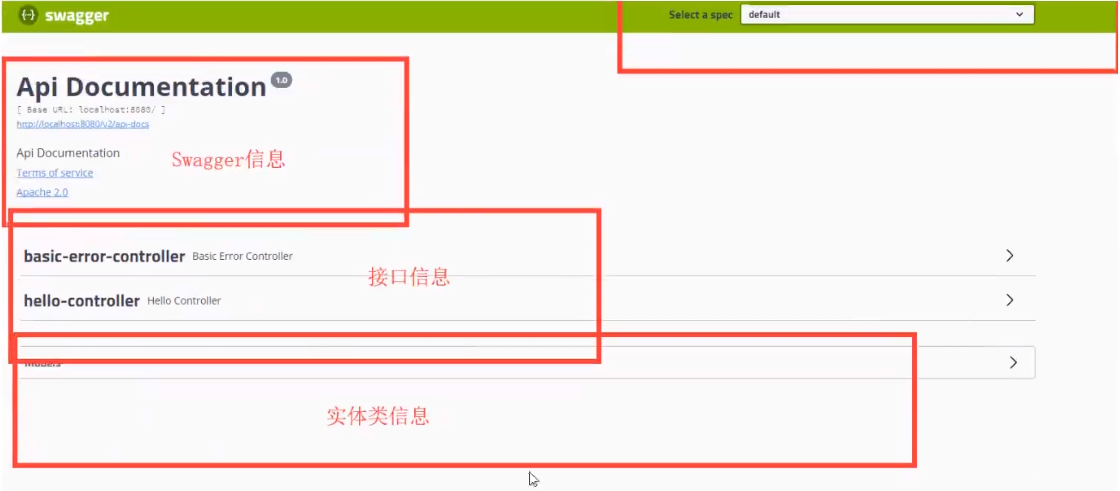 swagger
Select a spec default
Api Documentation 1.0
[ Base URL: localhost:8080/ ]
http://localhost:8080/v2/api-docs
Api Documentation
Swagger信息
Terms of service
Apache 2.0
basic-error-controller Basic Error Controller
接口信息
hello-controller Hello Controller
Models
实体类信息